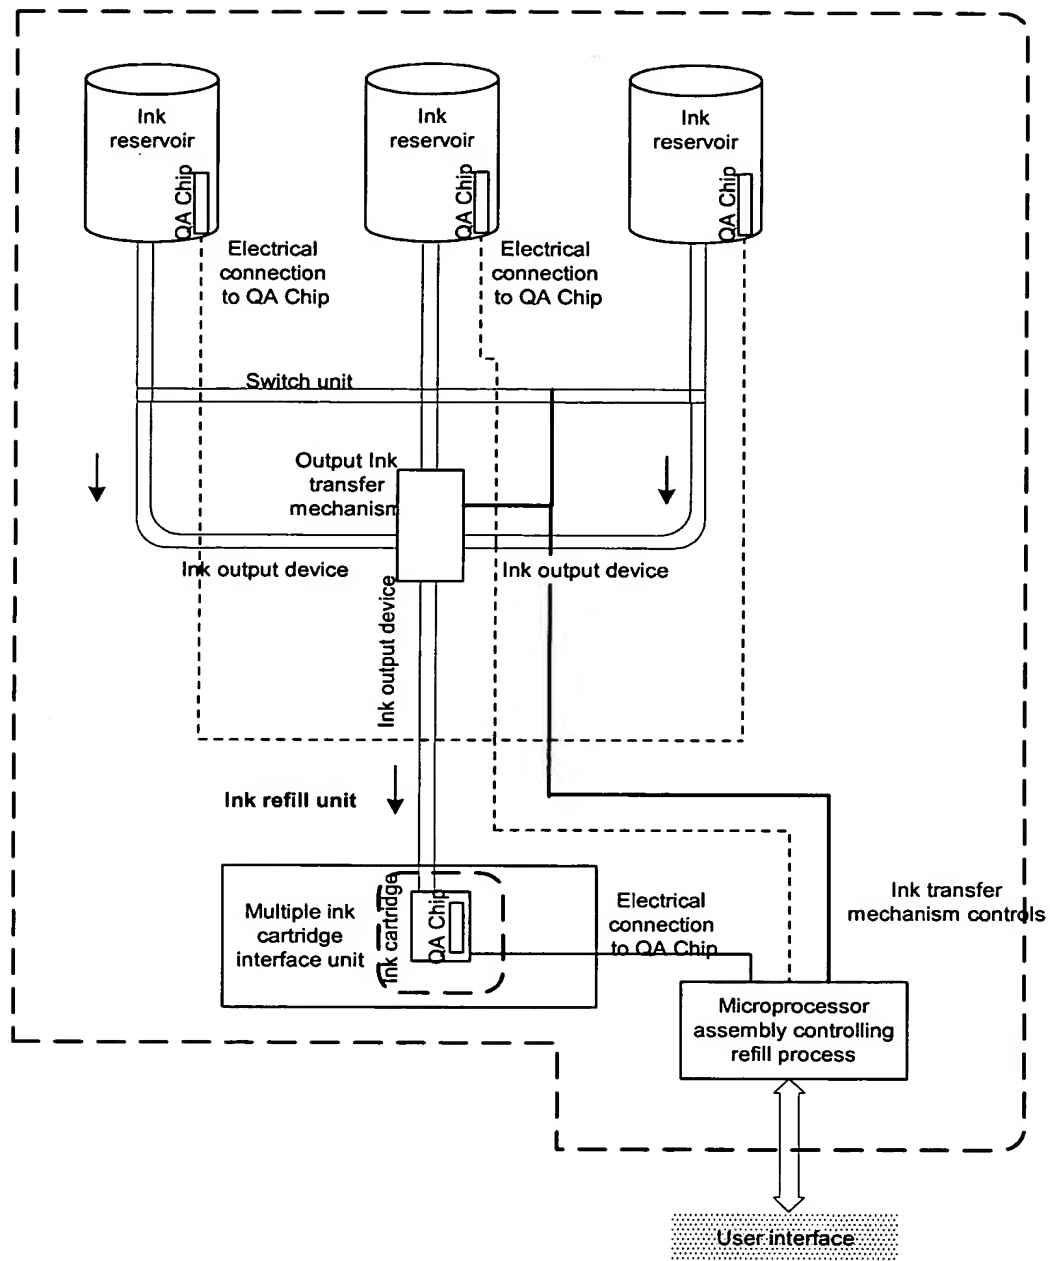 Ink
reservoir
QA Chip
Ink
reservoir
QA Chip
Ink
reservoir
QA Chip
Electrical
connection
to QA Chip
Electrical
connection
to QA Chip
Switch unit
Output Ink
transfer
mechanism
Ink output device
Ink output device
Ink output device
Ink refill unit
Multiple ink
cartridge
interface unit
Ink cartridge
QA Chip
Electrical
connection
to QA Chip
Ink transfer
mechanism controls
Microprocessor
assembly controlling
refill process
User interface